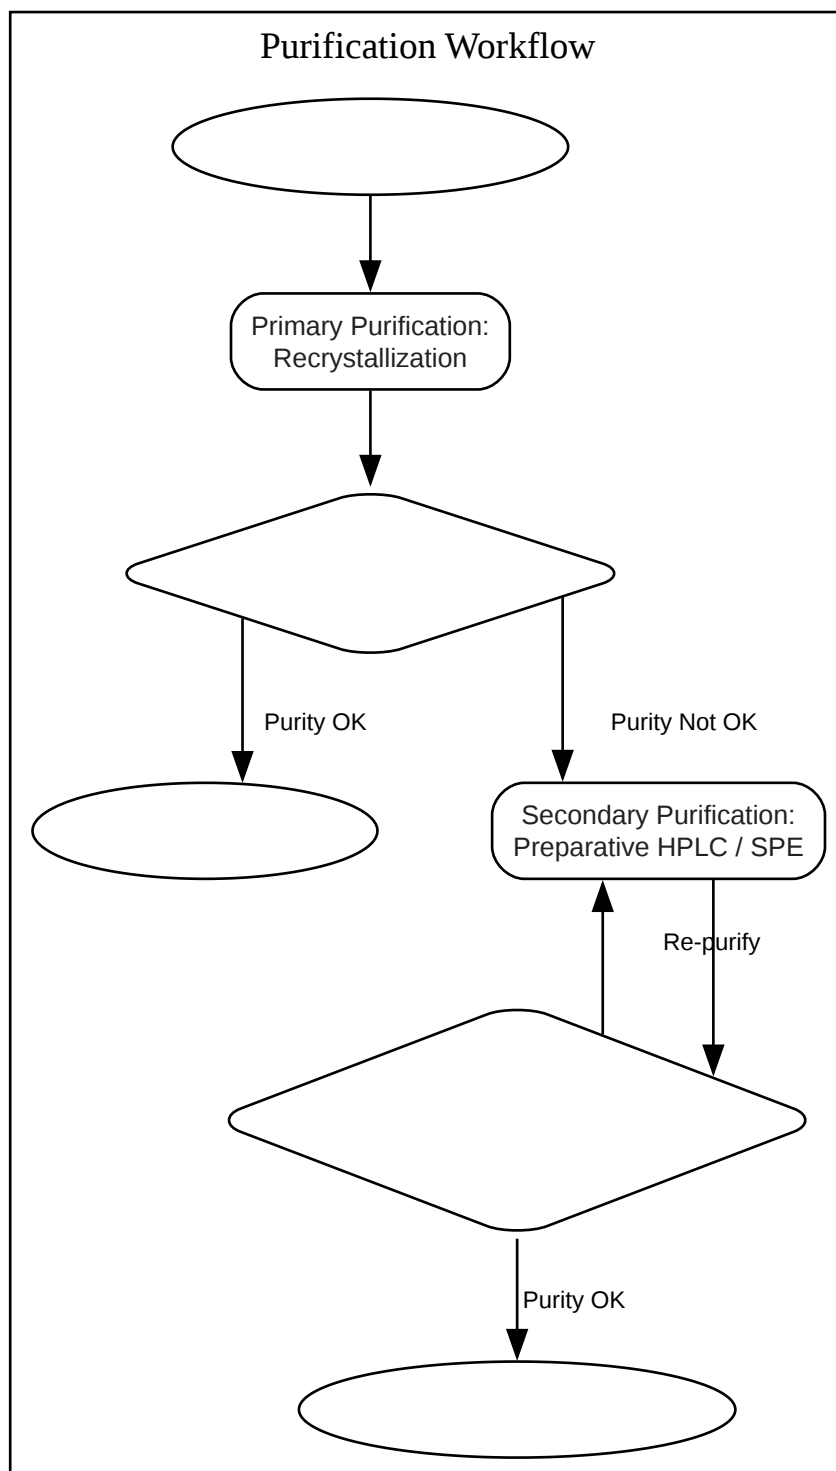 Purification Workflow
Primary Purification:
Recrystallization
Purity OK
Purity Not OK
Secondary Purification:
Preparative HPLC / SPE
Re-purify
Purity OK